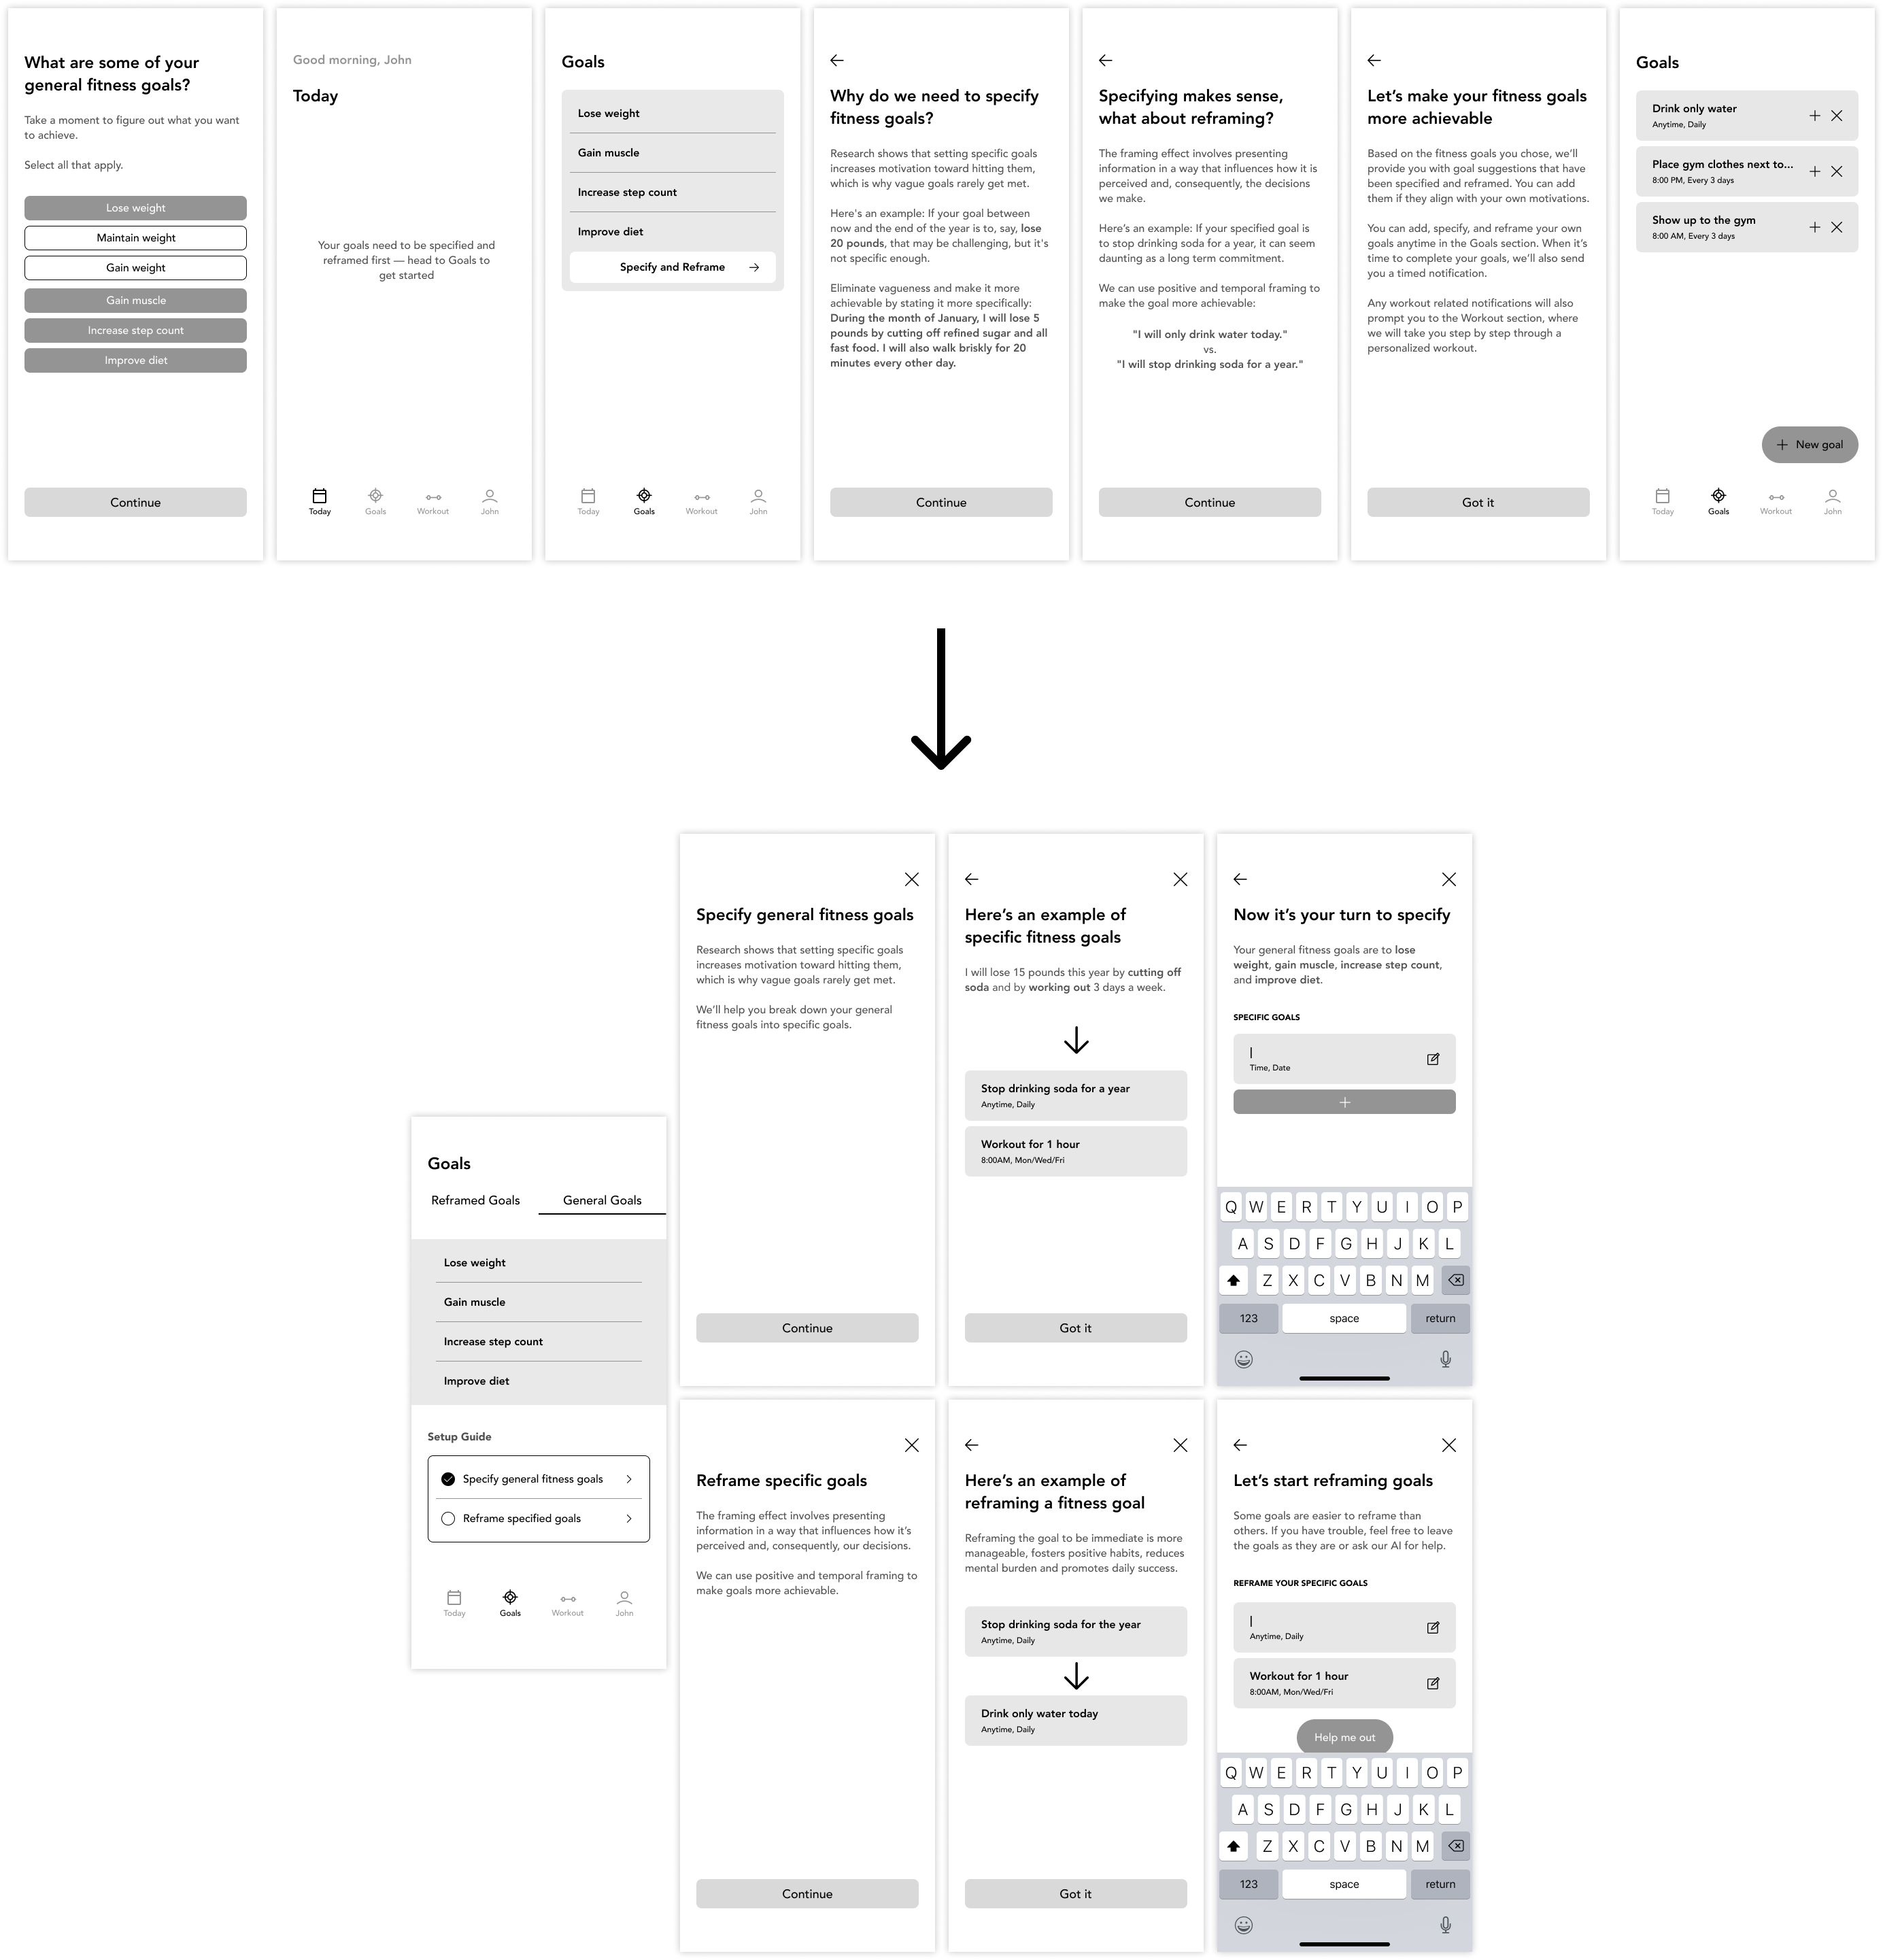 What are some of your
general fitness goals?
Take a moment to figure out what you want
to achieve.
Select all that apply.
Lose weight
Maintain weight
Gain weight
Gain muscle
Increase step count
Improve diet
Continue
Good morning, John
Today
Your goals need to be specified and
reframed first — head to Goals to
get started
Today Goals Workout John
Goals
Lose weight
Gain muscle
Increase step count
Improve diet
Specify and Reframe
Today Goals Workout John
Why do we need to specify
fitness goals?
Research shows that setting specific goals
increases motivation toward hitting them,
which is why vague goals rarely get met.
Here's an example: If your goal between
now and the end of the year is to, say, lose
20 pounds, that may be challenging, but it's
not specific enough.
Eliminate vagueness and make it more
achievable by stating it more specifically:
During the month of January, I will lose 5
pounds by cutting off refined sugar and all
fast food. I will also walk briskly for 20
minutes every other day.
Continue
Specifying makes sense,
what about reframing?
The framing effect involves presenting
information in a way that influences how it is
perceived and, consequently, the decisions
we make.
Here’s an example: If your specified goal is
to stop drinking soda for a year, it can seem
daunting as a long term commitment.
We can use positive and temporal framing to
make the goal more achievable:
"I will only drink water today."
vs.
"I will stop drinking soda for a year."
Continue
Let’s make your fitness goals
more achievable
Based on the fitness goals you chose, we’ll
provide you with goal suggestions that have
been specified and reframed. You can add
them if they align with your own motivations.
You can add, specify, and reframe your own
goals anytime in the Goals section. When it’s
time to complete your goals, we’ll also send
you a timed notification.
Any workout related notifications will also
prompt you to the Workout section, where
we will take you step by step through a
personalized workout.
Got it
Goals
Drink only water
Anytime, Daily
Place gym clothes next to...
8:00 PM, Every 3 days
Show up to the gym
8:00 AM, Every 3 days
+ New goal
Today Goals Workout John
Goals
Reframed Goals General Goals
Lose weight
Gain muscle
Increase step count
Improve diet
Setup Guide
Specify general fitness goals
Reframe specified goals
Today Goals Workout John
Specify general fitness goals
Research shows that setting specific goals
increases motivation toward hitting them,
which is why vague goals rarely get met.
We’ll help you break down your general
fitness goals into specific goals.
Continue
Here’s an example of
specific fitness goals
I will lose 15 pounds this year by cutting off
soda and by working out 3 days a week.
Stop drinking soda for a year
Anytime, Daily
Workout for 1 hour
8:00AM, Mon/Wed/Fri
Got it
Now it’s your turn to specify
Your general fitness goals are to lose
weight, gain muscle, increase step count,
and improve diet.
SPECIFIC GOALS
Time, Date
+
Q W E R T Y U I O P
A S D F G H J K L
Z X C V B N M
123 space return
Reframe specific goals
The framing effect involves presenting
information in a way that influences how it’s
perceived and, consequently, our decisions.
We can use positive and temporal framing to
make goals more achievable.
Continue
Here’s an example of
reframing a fitness goal
Reframing the goal to be immediate is more
manageable, fosters positive habits, reduces
mental burden and promotes daily success.
Stop drinking soda for the year
Anytime, Daily
Drink only water today
Anytime, Daily
Got it
Let’s start reframing goals
Some goals are easier to reframe than
others. If you have trouble, feel free to leave
the goals as they are or ask our AI for help.
REFRAME YOUR SPECIFIC GOALS
Anytime, Daily
Workout for 1 hour
8:00AM, Mon/Wed/Fri
Help me out
Q W E R T Y U I O P
A S D F G H J K L
Z X C V B N M
123 space return